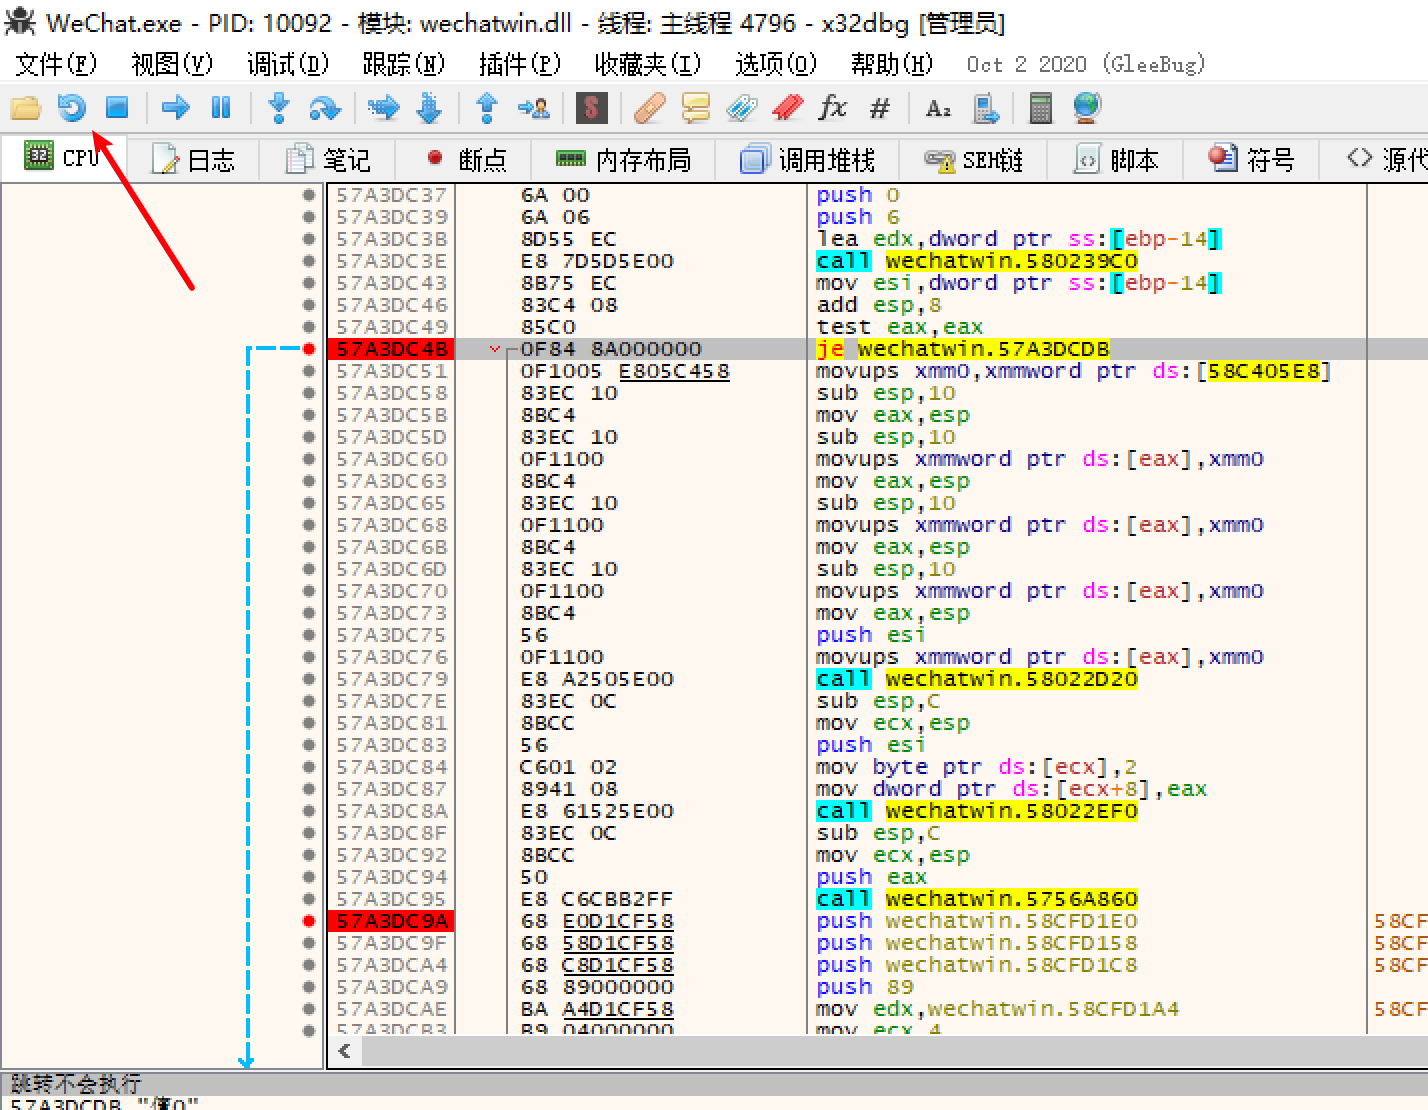 WeChat.exe - PID: 10092 - 模块: wechatwin.dll - 线程: 主线程 4796 - x32dbg [管理员]
文件(F) 视图(V) 调试(D) 跟踪(N) 插件(P) 收藏夹(I) 选项(O) 帮助(H) Oct 2 2020 (GleeBug)
CPU 日志 笔记 断点 内存布局 调用堆栈 SEH链 脚本 符号 源代
57A3DC37 6A 00 push 0
57A3DC39 6A 06 push 6
57A3DC3B 8D55 EC lea edx,dword ptr ss:[ebp-14]
57A3DC3E E8 7D5D5E00 call wechatwin.580239C0
57A3DC43 8B75 EC mov esi,dword ptr ss:[ebp-14]
57A3DC46 83C4 08 add esp,8
57A3DC49 85C0 test eax,eax
57A3DC4B 0F84 8A000000 je wechatwin.57A3DCDB
57A3DC51 0F1005 E805C458 movups xmm0,xmmword ptr ds:[58C405E8]
57A3DC58 83EC 10 sub esp,10
57A3DC5B 8BC4 mov eax,esp
57A3DC5D 83EC 10 sub esp,10
57A3DC60 0F1100 movups xmmword ptr ds:[eax],xmm0
57A3DC63 8BC4 mov eax,esp
57A3DC65 83EC 10 sub esp,10
57A3DC68 0F1100 movups xmmword ptr ds:[eax],xmm0
57A3DC6B 8BC4 mov eax,esp
57A3DC6D 83EC 10 sub esp,10
57A3DC70 0F1100 movups xmmword ptr ds:[eax],xmm0
57A3DC73 8BC4 mov eax,esp
57A3DC75 56 push esi
57A3DC76 0F1100 movups xmmword ptr ds:[eax],xmm0
57A3DC79 E8 A2505E00 call wechatwin.58022D20
57A3DC7E 83EC 0C sub esp,C
57A3DC81 8BCC mov ecx,esp
57A3DC83 56 push esi
57A3DC84 C601 02 mov byte ptr ds:[ecx],2
57A3DC87 8941 08 mov dword ptr ds:[ecx+8],eax
57A3DC8A E8 61525E00 call wechatwin.58022EF0
57A3DC8F 83EC 0C sub esp,C
57A3DC92 8BCC mov ecx,esp
57A3DC94 50 push eax
57A3DC95 E8 C6CBB2FF call wechatwin.5756A860
57A3DC9A 68 E0D1CF58 push wechatwin.58CFD1E0 58CF
57A3DC9F 68 58D1CF58 push wechatwin.58CFD158 58CF
57A3DCA4 68 C8D1CF58 push wechatwin.58CFD1C8 58CF
57A3DCA9 68 89000000 push 89
57A3DCAE BA A4D1CF58 mov edx,wechatwin.58CFD1A4 58CF
57A3DCB3 B9 04000000 mov ecx,4
跳转不会执行
57A3DCDB